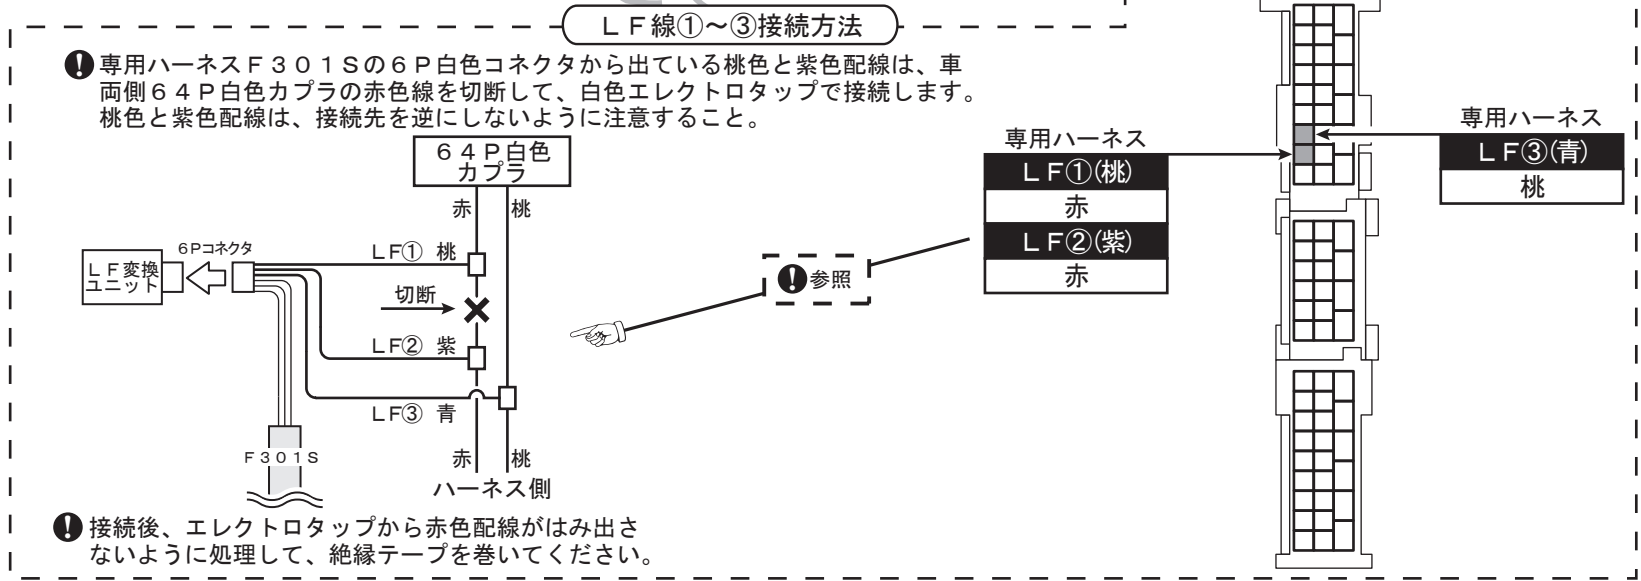 ＬＦ線①～③接続方法
専用ハーネスＦ３０１Ｓの６Ｐ白色コネクタから出ている桃色と紫色配線は、車
両側６４Ｐ白色カプラの赤色線を切断して、白色エレクトロタップで接続します。
桃色と紫色配線は、接続先を逆にしないように注意すること。
６４Ｐ白色
カプラ
赤
桃
６Ｐコネクタ
ＬＦ変換
ユニット
ＬＦ① 桃
切断
ＬＦ② 紫
ＬＦ③ 青
Ｆ３０１Ｓ
赤
桃
ハーネス側
接続後、エレクトロタップから赤色配線がはみ出さ
ないように処理して、絶縁テープを巻いてください。
参照
専用ハーネス
ＬＦ①(桃)
赤
ＬＦ②(紫)
赤
専用ハーネス
ＬＦ③(青)
桃